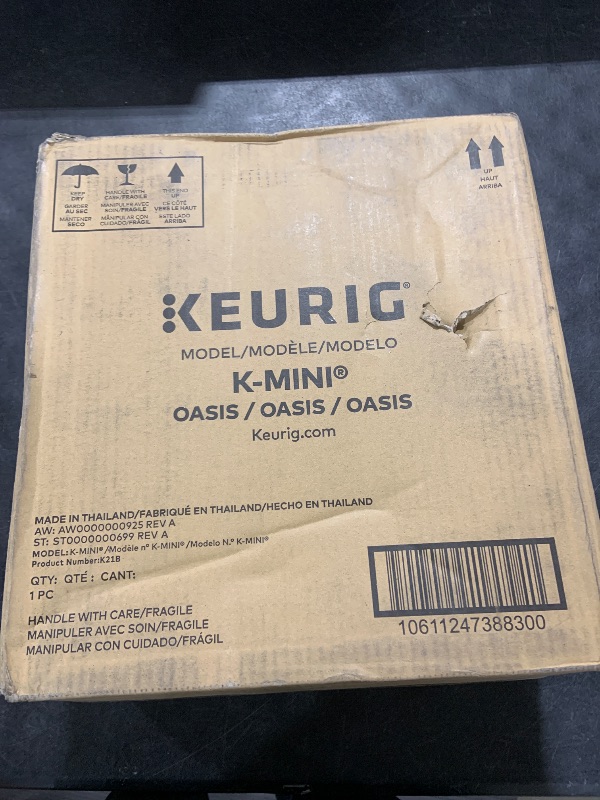 KEEP DRY
GARDER AU SEC
MANTENER SECO
HANDLE WITH CARE/FRAGILE
MANIPULER AVEC SOIN/FRAGILE
MANIPULAR CON CUIDADO/FRÁGIL
THIS END UP
CE CÔTÉ VERS LE HAUT
ESTE LADO ARRIBA
UP
HAUT
ARRIBA
KEURIG®
MODEL/MODÈLE/MODELO
K-MINI®
OASIS / OASIS / OASIS
Keurig.com
MADE IN THAILAND/FABRIQUÉ EN THAILAND/HECHO EN THAILAND
AW: AW0000000925 REV A
ST: ST0000000699 REV A
MODEL: K-MINI® /Modèle nº K-MINI® /Modelo N.º K-MINI®
Product Number:K21B
QTY: QTÉ : CANT:
1 PC
HANDLE WITH CARE/FRAGILE
MANIPULER AVEC SOIN/FRAGILE
MANIPULAR CON CUIDADO/FRÁGIL
10611247388300